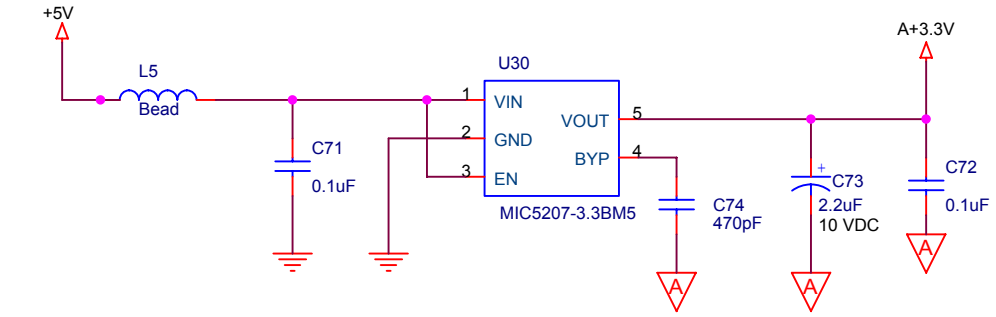 +5V
A+3.3V
L5
Bead
U30
1
VIN
2
GND
3
EN
VOUT
5
BYP
4
MIC5207-3.3BM5
C71
0.1uF
C74
470pF
+
C73
2.2uF
10 VDC
C72
0.1uF
A
A
A